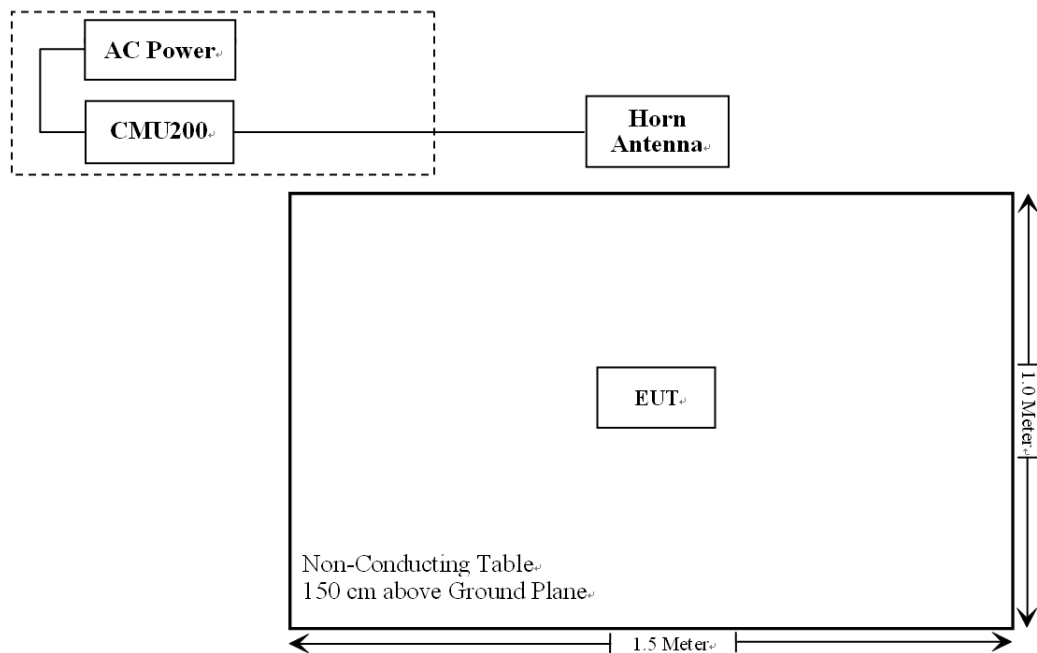 AC Power
CMU200
Horn
Antenna
EUT
1.0 Meter
Non-Conducting Table
150 cm above Ground Plane
1.5 Meter